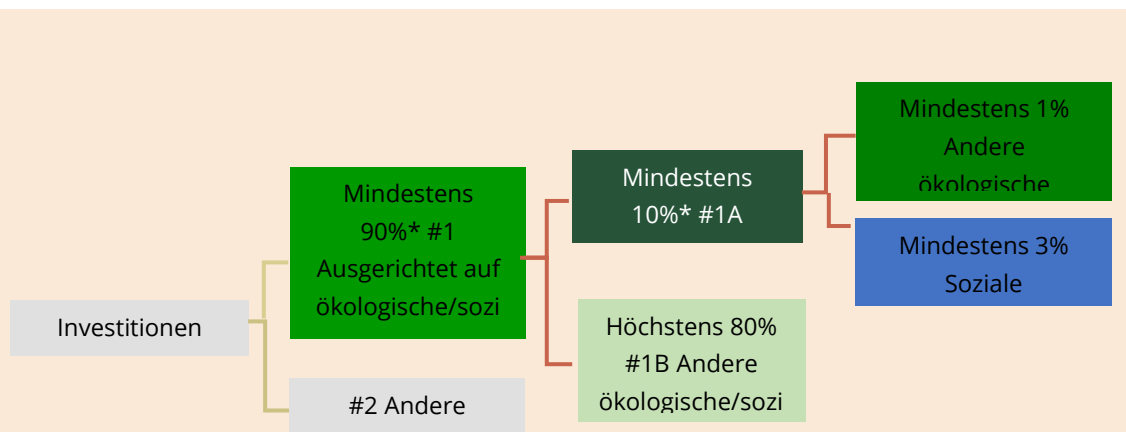 Investitionen
Mindestens
90%* #1
Ausgerichtet auf
ökologische/sozi
#2 Andere
Mindestens
10%* #1A
Höchstens 80%
#1B Andere
ökologische/sozi
Mindestens 1%
Andere
ökologische
Mindestens 3%
Soziale